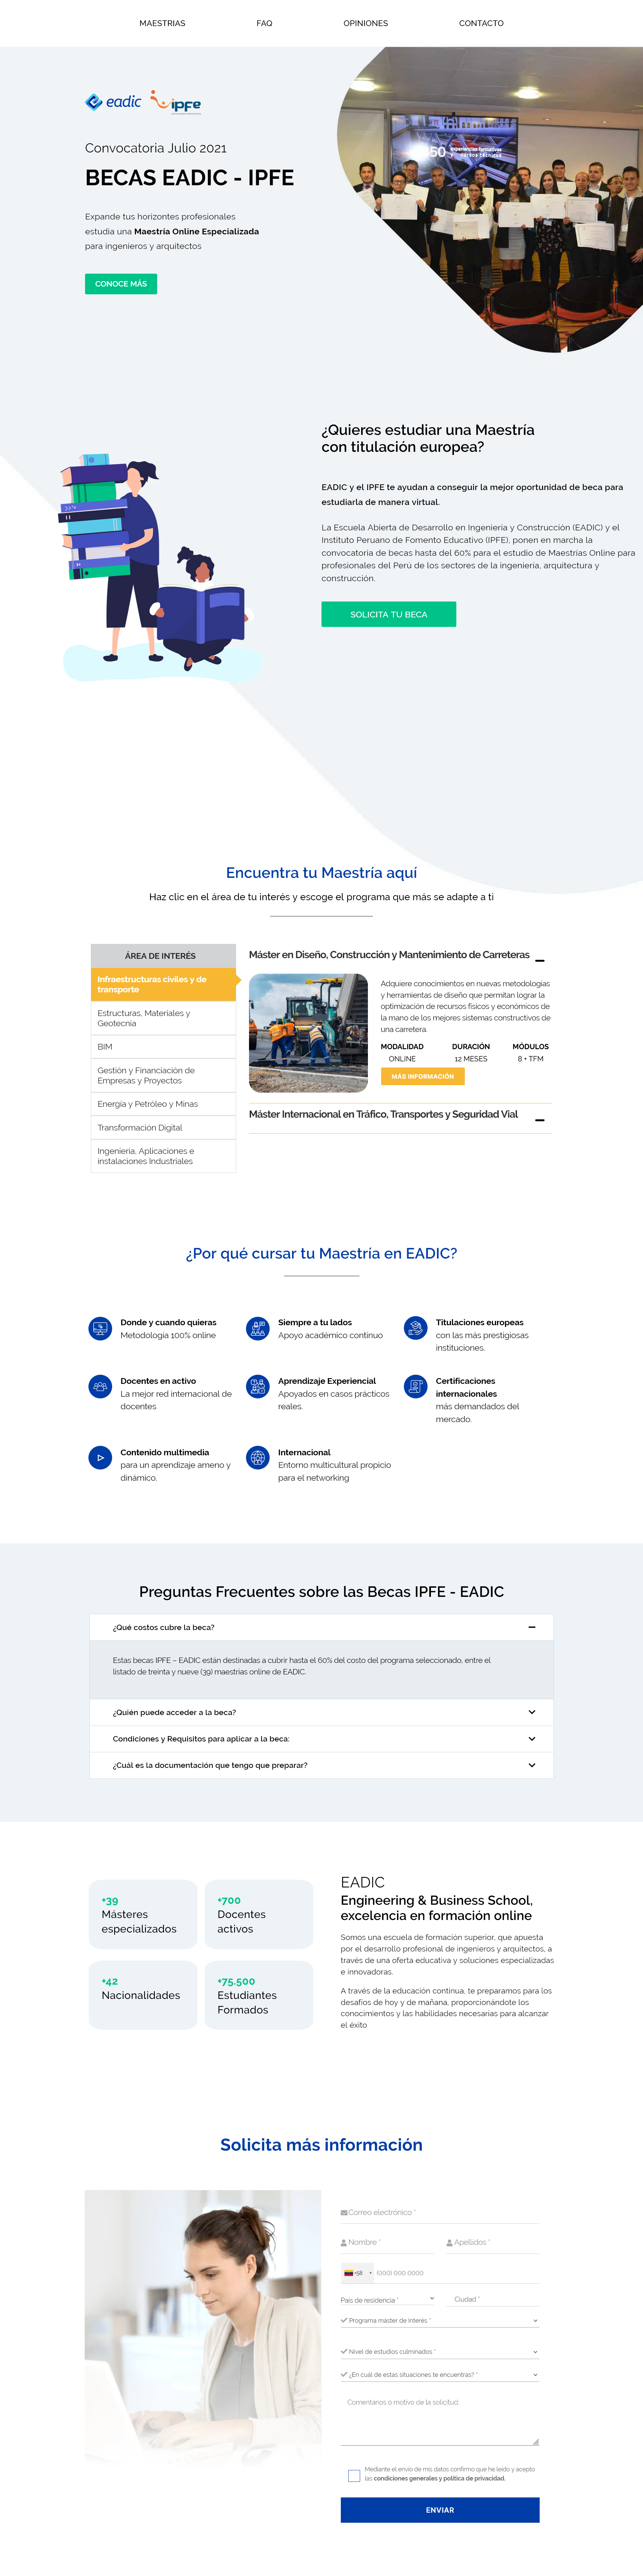 MAESTRIAS FAQ OPINIONES CONTACTO
eadic ipfe
Convocatoria Julio 2021
BECAS EADIC - IPFE
Expande tus horizontes profesionales
estudia una Maestría Online Especializada
para ingenieros y arquitectos
CONOCE MÁS
50 experiencias formativas
y cursos técnicos
¿Quieres estudiar una Maestría
con titulación europea?
EADIC y el IPFE te ayudan a conseguir la mejor oportunidad de beca para
estudiarla de manera virtual.
La Escuela Abierta de Desarrollo en Ingeniería y Construcción (EADIC) y el
Instituto Peruano de Fomento Educativo (IPFE), ponen en marcha la
convocatoria de becas hasta del 60% para el estudio de Maestrías Online para
profesionales del Perú de los sectores de la ingeniería, arquitectura y
construcción.
SOLICITA TU BECA
Encuentra tu Maestría aquí
Haz clic en el área de tu interés y escoge el programa que más se adapte a ti
ÁREA DE INTERÉS
Infraestructuras civiles y de
transporte
Estructuras, Materiales y
Geotecnia
BIM
Gestión y Financiación de
Empresas y Proyectos
Energía y Petróleo y Minas
Transformación Digital
Ingeniería, Aplicaciones e
instalaciones Industriales
Máster en Diseño, Construcción y Mantenimiento de Carreteras
Adquiere conocimientos en nuevas metodologías
y herramientas de diseño que permitan lograr la
optimización de recursos físicos y económicos de
la mano de los mejores sistemas constructivos de
una carretera.
MODALIDAD DURACIÓN MÓDULOS
ONLINE 12 MESES 8 + TFM
MÁS INFORMACIÓN
Máster Internacional en Tráfico, Transportes y Seguridad Vial
¿Por qué cursar tu Maestría en EADIC?
Donde y cuando quieras
Metodología 100% online
Siempre a tu lados
Apoyo académico continuo
Titulaciones europeas
con las más prestigiosas
instituciones.
Docentes en activo
La mejor red internacional de
docentes
Aprendizaje Experiencial
Apoyados en casos prácticos
reales.
Certificaciones
internacionales
más demandados del
mercado.
Contenido multimedia
para un aprendizaje ameno y
dinámico.
Internacional
Entorno multicultural propicio
para el networking
Preguntas Frecuentes sobre las Becas IPFE - EADIC
¿Qué costos cubre la beca?
Estas becas IPFE – EADIC están destinadas a cubrir hasta el 60% del costo del programa seleccionado, entre el
listado de treinta y nueve (39) maestrías online de EADIC.
¿Quién puede acceder a la beca?
Condiciones y Requisitos para aplicar a la beca:
¿Cuál es la documentación que tengo que preparar?
+39
Másteres
especializados
+700
Docentes
activos
+42
Nacionalidades
+75.500
Estudiantes
Formados
EADIC
Engineering & Business School,
excelencia en formación online
Somos una escuela de formación superior, que apuesta
por el desarrollo profesional de ingenieros y arquitectos, a
través de una oferta educativa y soluciones especializadas
e innovadoras.
A través de la educación continua, te preparamos para los
desafíos de hoy y de mañana, proporcionándote los
conocimientos y las habilidades necesarias para alcanzar
el éxito
Solicita más información
Correo electrónico *
Nombre * Apellidos *
+58 (000) 000 0000
País de residencia * Ciudad *
Programa máster de Interés *
Nivel de estudios culminados *
¿En cuál de estas situaciones te encuentras? *
Comentarios o motivo de la solicitud:
Mediante el envío de mis datos confirmo que he leído y acepto
las condiciones generales y política de privacidad.
ENVIAR